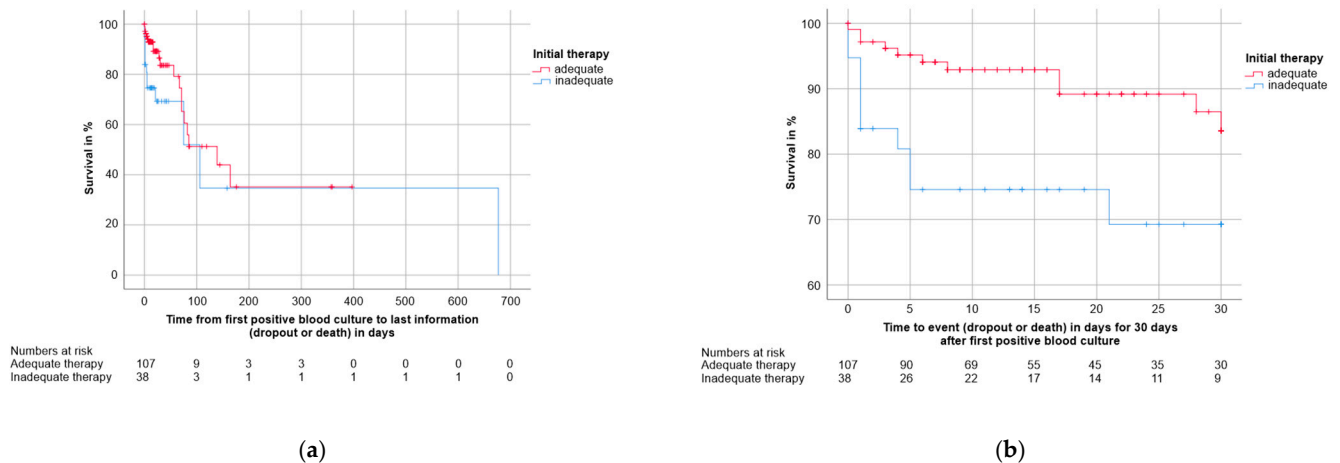 100
80
60
40
20
0
Survival in %
0 100 200 300 400 500 600 700
Time from first positive blood culture to last information
(dropout or death) in days
Initial therapy
adequate
inadequate
Numbers at risk
Adequate therapy 107 9 3 3 0 0 0 0
Inadequate therapy 38 3 1 1 1 1 1 0
(a)
100
90
80
70
60
Survival in %
0 5 10 15 20 25 30
Time to event (dropout or death) in days for 30 days
after first positive blood culture
Initial therapy
adequate
inadequate
Numbers at risk
Adequate therapy 107 90 69 55 45 35 30
Inadequate therapy 38 26 22 17 14 11 9
(b)